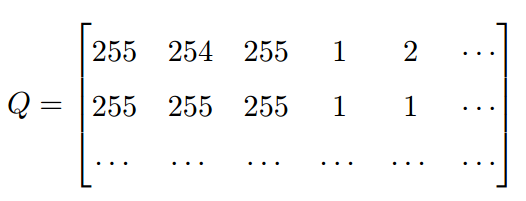 255 254 255 1 2 ⋯
Q = 255 255 255 1 1 ⋯
⋯ ⋯ ⋯ ⋯ ⋯ ⋯